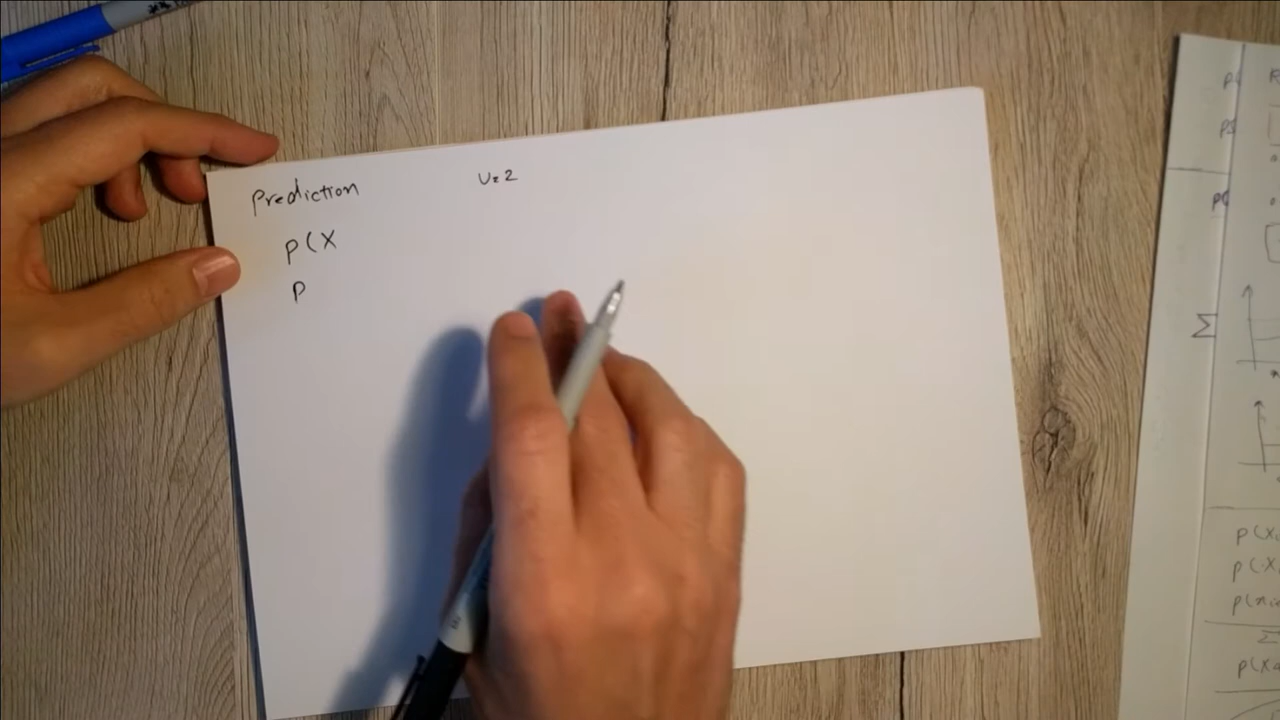 Prediction U=2
p(X
p
Σ
p(X
p(X
p(x
Σ
p(X